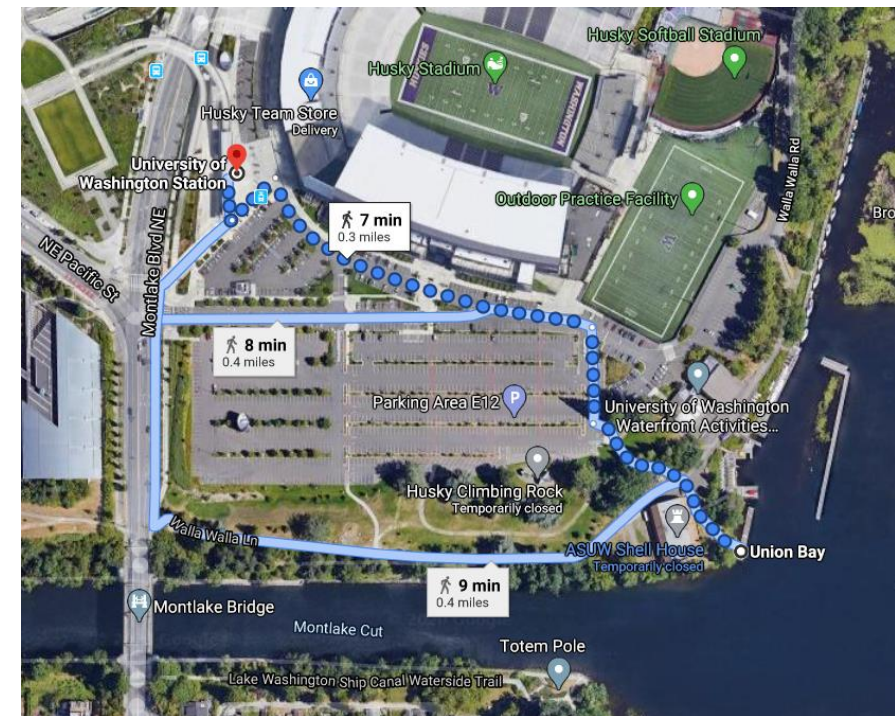 Husky Softball Stadium
Husky Stadium
WASHINGTON
Husky Team Store
Delivery
University of
Washington Station
Walla Walla Rd
Outdoor Practice Facility
7 min
0.3 miles
Bro
NE Pacific St
Montlake Blvd NE
8 min
0.4 miles
Parking Area E12
P
University of Washington
Waterfront Activities...
Husky Climbing Rock
Temporarily closed
Walla Walla Ln
ASUW Shell House
Temporarily closed
Union Bay
9 min
0.4 miles
Montlake Bridge
Montlake Cut
Totem Pole
Lake Washington Ship Canal Waterside Trail